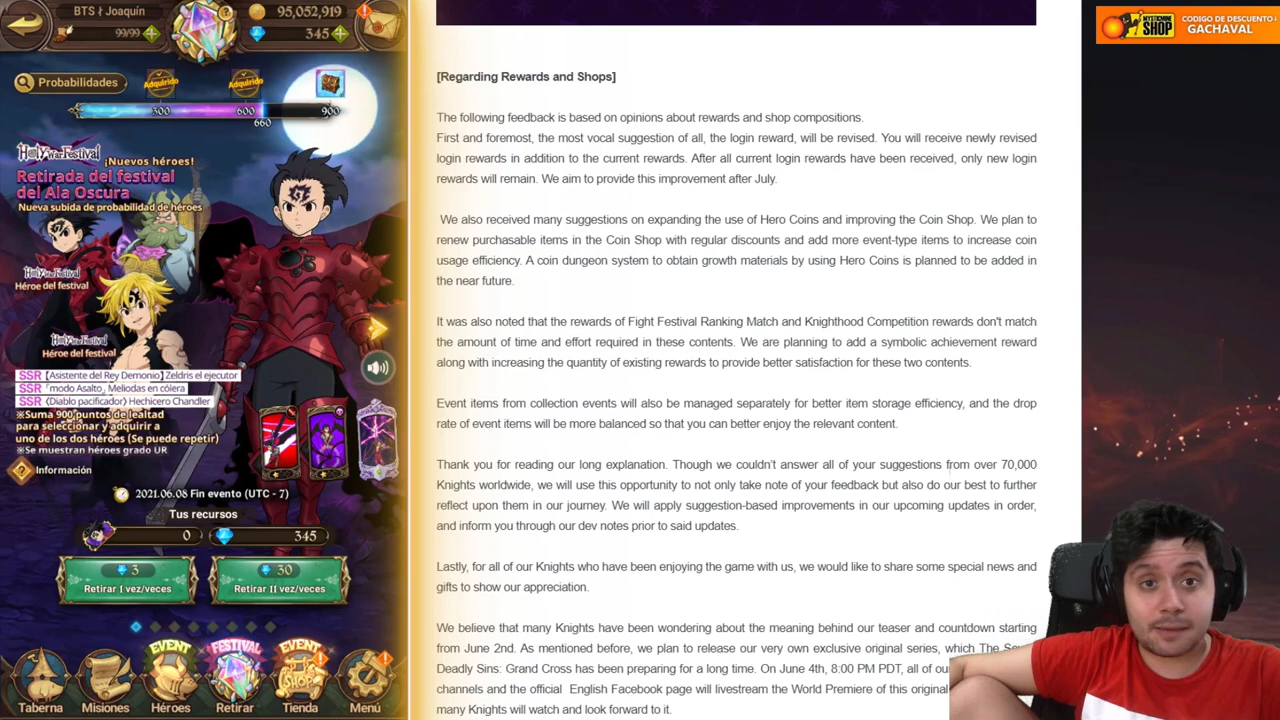 BTS ł Joaquín
99/99
95,052,919
345
Probabilidades
Adquirido
Adquirido
300
600
900
660
Holy War Festival
¡Nuevos héroes!
Retirada del festival
del Ala Oscura
Nueva subida de probabilidad de héroes
Holy War Festival
Héroe del festival
Holy War Festival
Héroe del festival
SSR 【Asistente del Rey Demonio】 Zeldris el ejecutor
SSR 「modo Asalto」 Meliodas en cólera
SSR 《Diablo pacificador》 Hechicero Chandler
※Suma 900 puntos de lealtad
para seleccionar y adquirir a
uno de los dos héroes (Se puede repetir)
※Se muestran héroes grado UR
Información
2021.06.08 Fin evento (UTC - 7)
Tus recursos
0
345
3
Retirar 1 vez/veces
30
Retirar 11 vez/veces
EVENT
FESTIVAL
EVENT
SHOP
Taberna
Misiones
Héroes
Retirar
Tienda
Menú
[Regarding Rewards and Shops]
The following feedback is based on opinions about rewards and shop compositions.
First and foremost, the most vocal suggestion of all, the login reward, will be revised. You will receive newly revised
login rewards in addition to the current rewards. After all current login rewards have been received, only new login
rewards will remain. We aim to provide this improvement after July.
We also received many suggestions on expanding the use of Hero Coins and improving the Coin Shop. We plan to
renew purchasable items in the Coin Shop with regular discounts and add more event-type items to increase coin
usage efficiency. A coin dungeon system to obtain growth materials by using Hero Coins is planned to be added in
the near future.
It was also noted that the rewards of Fight Festival Ranking Match and Knighthood Competition rewards don't match
the amount of time and effort required in these contents. We are planning to add a symbolic achievement reward
along with increasing the quantity of existing rewards to provide better satisfaction for these two contents.
Event items from collection events will also be managed separately for better item storage efficiency, and the drop
rate of event items will be more balanced so that you can better enjoy the relevant content.
Thank you for reading our long explanation. Though we couldn't answer all of your suggestions from over 70,000
Knights worldwide, we will use this opportunity to not only take note of your feedback but also do our best to further
reflect upon them in our journey. We will apply suggestion-based improvements in our upcoming updates in order,
and inform you through our dev notes prior to said updates.
Lastly, for all of our Knights who have been enjoying the game with us, we would like to share some special news and
gifts to show our appreciation.
We believe that many Knights have been wondering about the meaning behind our teaser and countdown starting
from June 2nd. As mentioned before, we plan to release our very own exclusive original series, which The
Deadly Sins: Grand Cross has been preparing for a long time. On June 4th, 8:00 PM PDT, all of
channels and the official English Facebook page will livestream the World Premiere of this original
many Knights will watch and look forward to it.
SHOP
CODIGO DE DESCUENTO
GACHAVAL